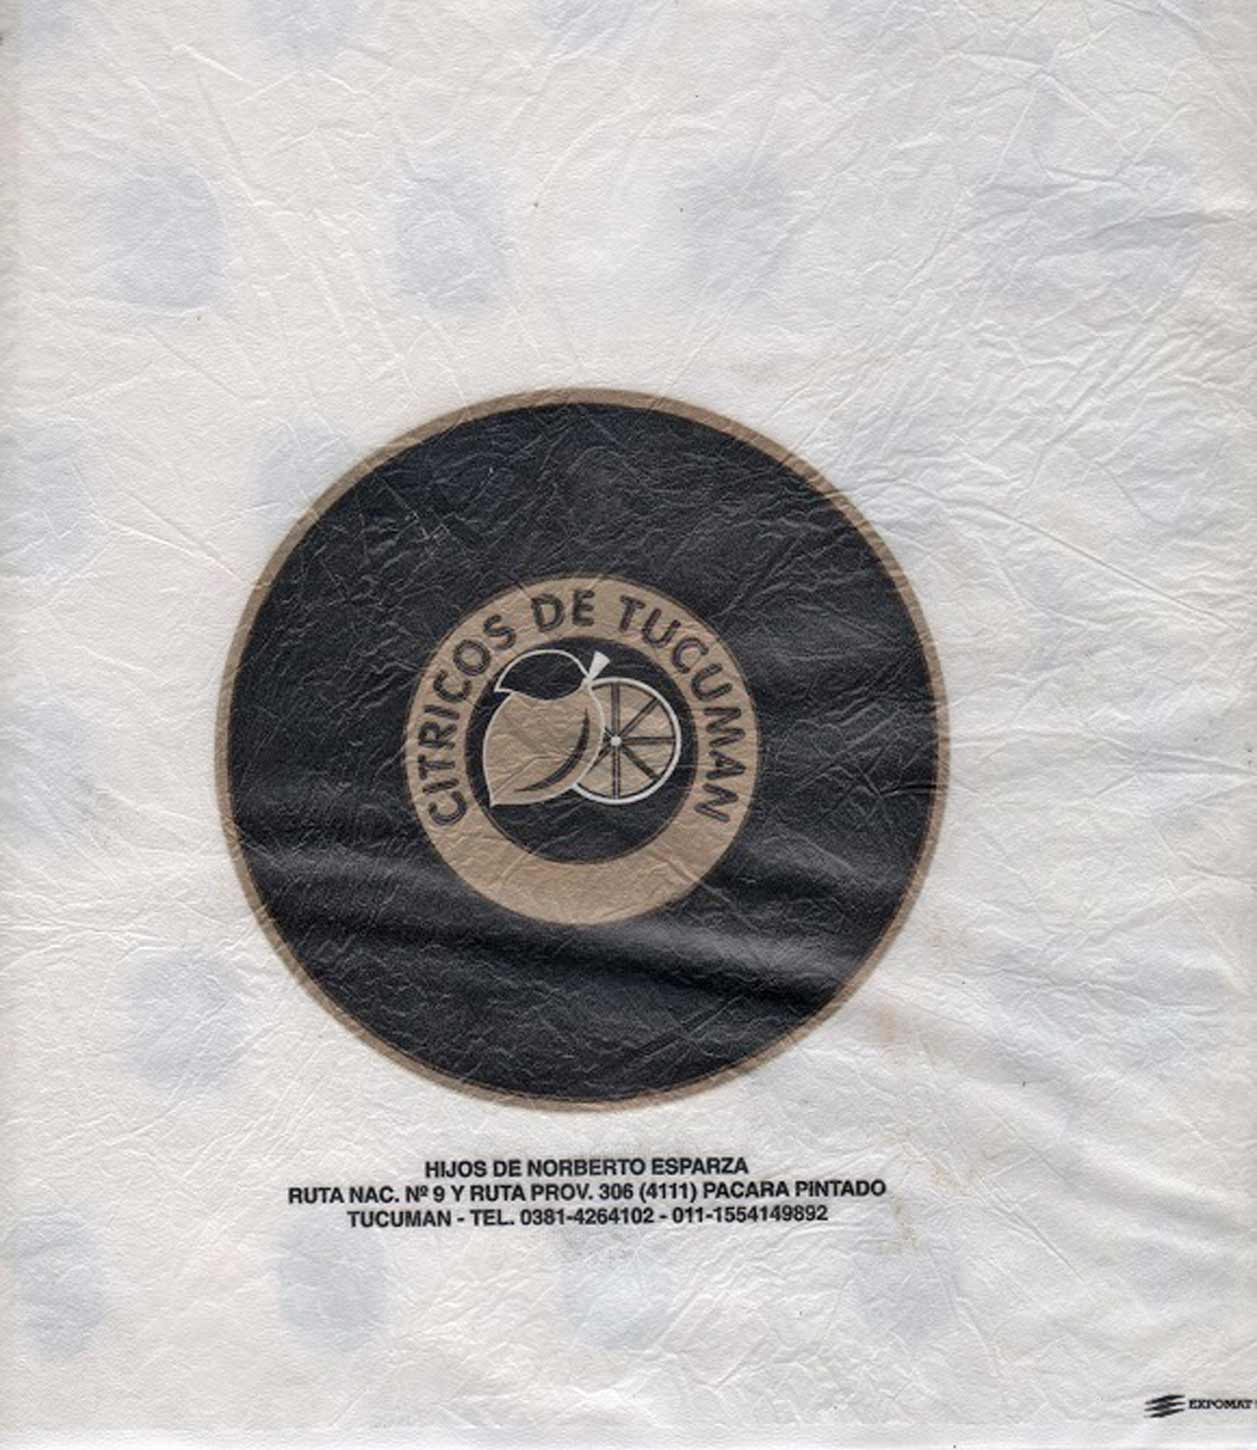 CITRICOS DE TUCUMAN
HIJOS DE NORBERTO ESPARZA
RUTA NAC. Nº 9 Y RUTA PROV. 306 (4111) PACARA PINTADO
TUCUMAN - TEL. 0381-4264102 - 011-1554149892
EXPOMAT